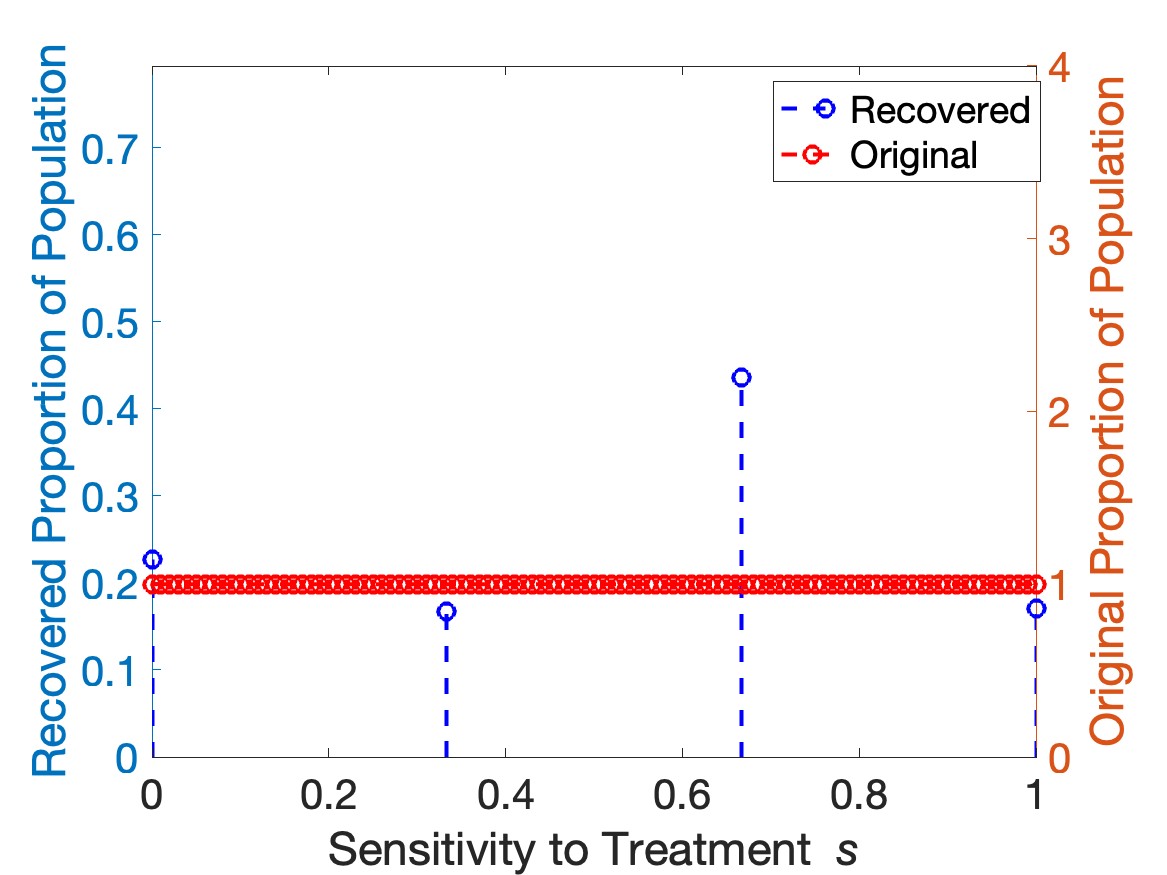 Recovered Proportion of Population
0.7
0.6
0.5
0.4
0.3
0.2
0.1
0
Recovered
Original
4
3
2
1
0
Original Proportion of Population
0 0.2 0.4 0.6 0.8 1
Sensitivity to Treatment s